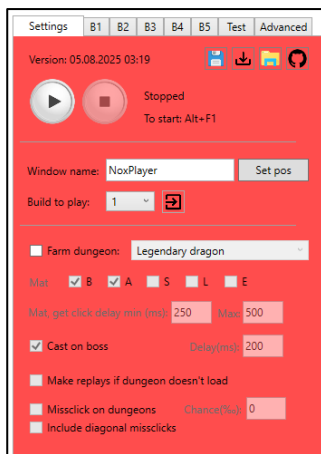 Settings B1 B2 B3 B4 B5 Test Advanced
Version: 05.08.2025 03:19
Stopped
To start: Alt+F1
Window name: NoxPlayer Set pos
Build to play: 1
Farm dungeon: Legendary dragon
Mat B A S L E
Mat, get click delay min (ms): 250 Max: 500
Cast on boss Delay(ms): 200
Make replays if dungeon doesn't load
Missclick on dungeons Chance(‰): 0
Include diagonal missclicks